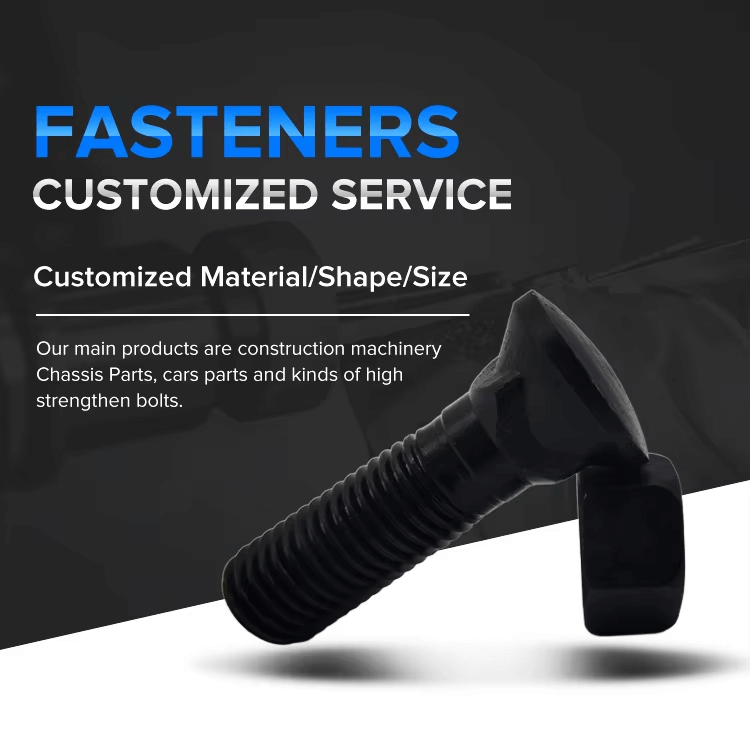 FASTENERS
CUSTOMIZED SERVICE
Customized Material/Shape/Size
Our main products are construction machinery
Chassis Parts, cars parts and kinds of high
strengthen bolts.